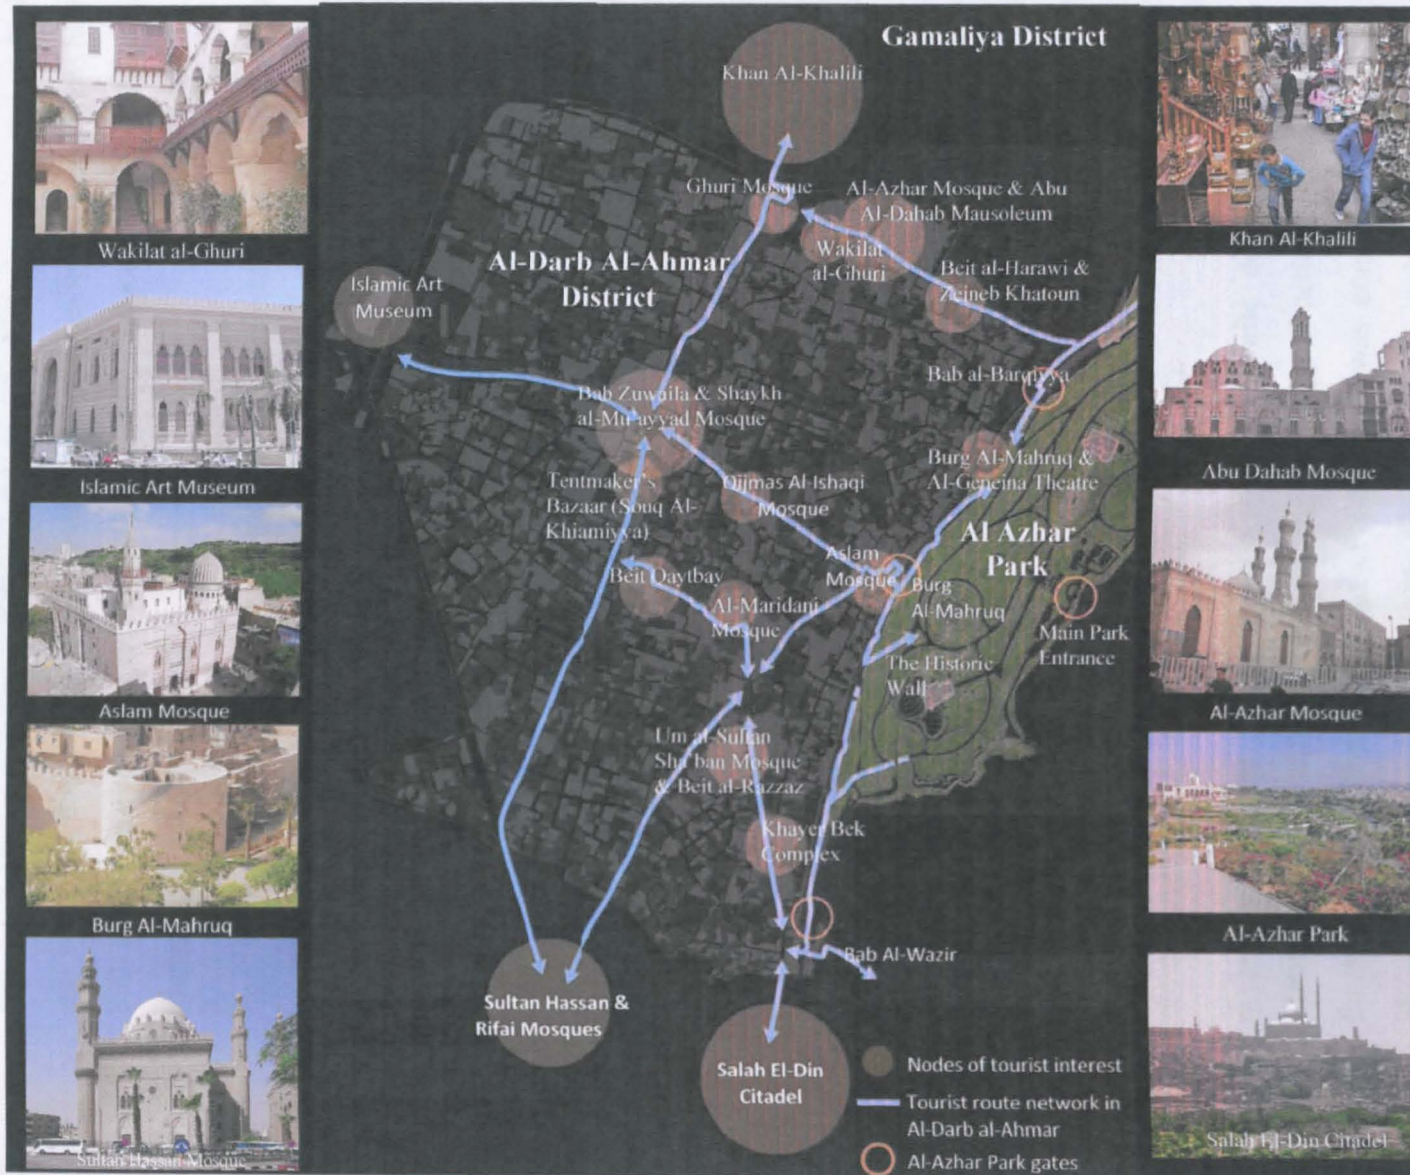 Wakilat al-Ghuri
Islamic Art Museum
Aslam Mosque
Burg Al-Mahruq
Sultan Hassan Mosque
Gamaliya District
Khan Al-Khalili
Ghuri Mosque
Al-Azhar Mosque & Abu
Al-Dahab Mausoleum
Wakilat
al-Ghuri
Al-Darb Al-Ahmar
District
Beit al-Harawi &
Zeineb Khatoun
Islamic Art
Museum
Bab al-Barqiyya
Bab Zuwaila & Shaykh
al-Mu'ayyad Mosque
Burg Al-Mahruq &
Al-Geneina Theatre
Tentmaker's
Bazaar (Souq Al-
Khiamiyya)
Qijmas Al Ishaqi
Mosque
Al Azhar
Park
Aslam
Mosque
Beit Qaytbay
Burg
Al-Mahruq
Al-Maridani
Mosque
Main Park
Entrance
The Historic
Wall
Um al-Sultan
Sha'ban Mosque
& Beit al-Razzaz
Khayer Bek
Complex
Bab Al-Wazir
Sultan Hassan &
Rifai Mosques
Salah El-Din
Citadel
Nodes of tourist interest
Tourist route network in
Al-Darb al-Ahmar
Al-Azhar Park gates
Khan Al-Khalili
Abu Dahab Mosque
Al-Azhar Mosque
Al-Azhar Park
Salah El-Din Citadel